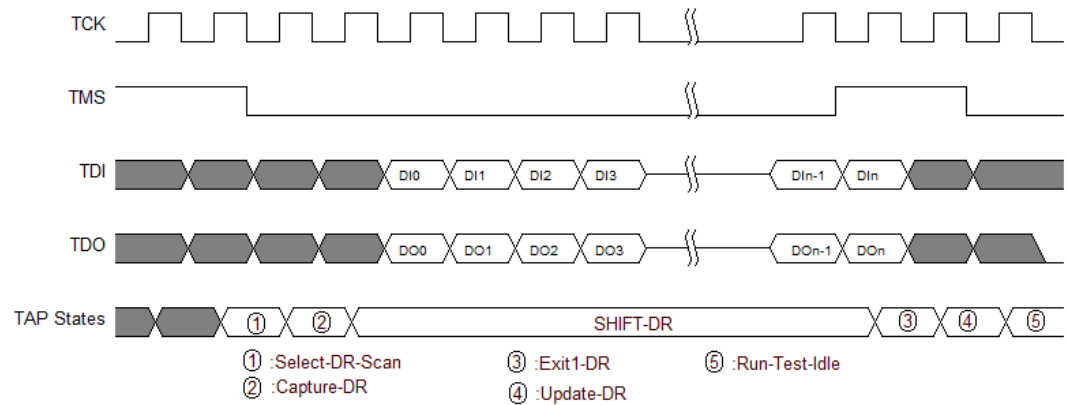 TCK
TMS
TDI DI0 DI1 DI2 DI3 DIn-1 DIn
TDO DO0 DO1 DO2 DO3 DOn-1 DOn
TAP States ① ② SHIFT-DR ③ ④ ⑤
① :Select-DR-Scan ③ :Exit1-DR ⑤ :Run-Test-Idle
② :Capture-DR ④ :Update-DR